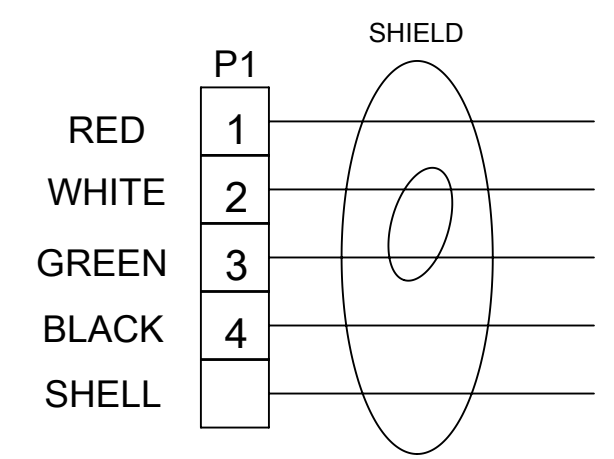 SHIELD
P1
RED 1
WHITE 2
GREEN 3
BLACK 4
SHELL